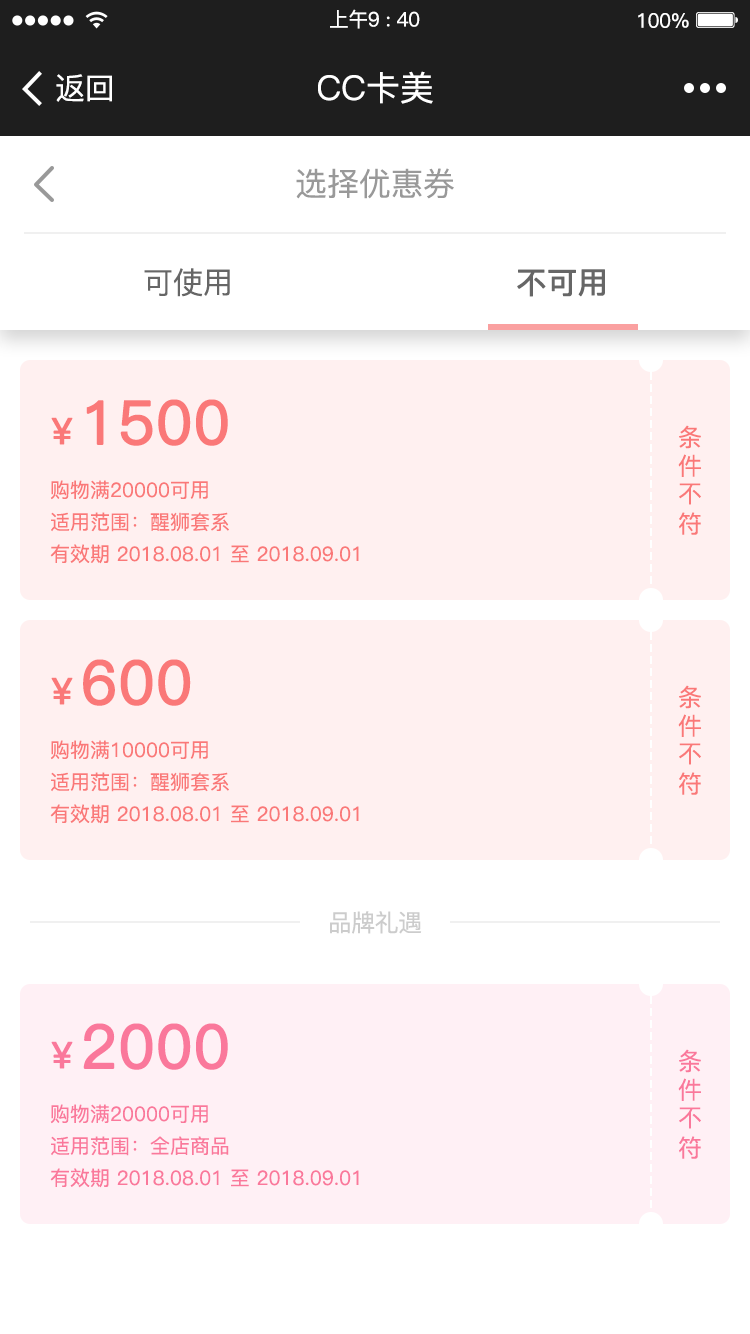 上午9 : 40
100%
返回
CC卡美
选择优惠券
可使用
不可用
¥1500
购物满20000可用
适用范围：醒狮套系
有效期 2018.08.01 至 2018.09.01
条件不符
¥600
购物满10000可用
适用范围：醒狮套系
有效期 2018.08.01 至 2018.09.01
条件不符
品牌礼遇
¥2000
购物满20000可用
适用范围：全店商品
有效期 2018.08.01 至 2018.09.01
条件不符